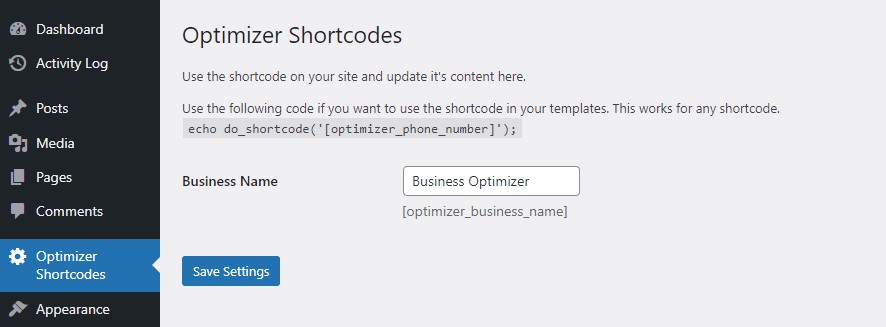 Dashboard
Activity Log
Posts
Media
Pages
Comments
Optimizer
Shortcodes
Appearance
Optimizer Shortcodes
Use the shortcode on your site and update it's content here.
Use the following code if you want to use the shortcode in your templates. This works for any shortcode.
echo do_shortcode('[optimizer_phone_number]');
Business Name
Business Optimizer
[optimizer_business_name]
Save Settings